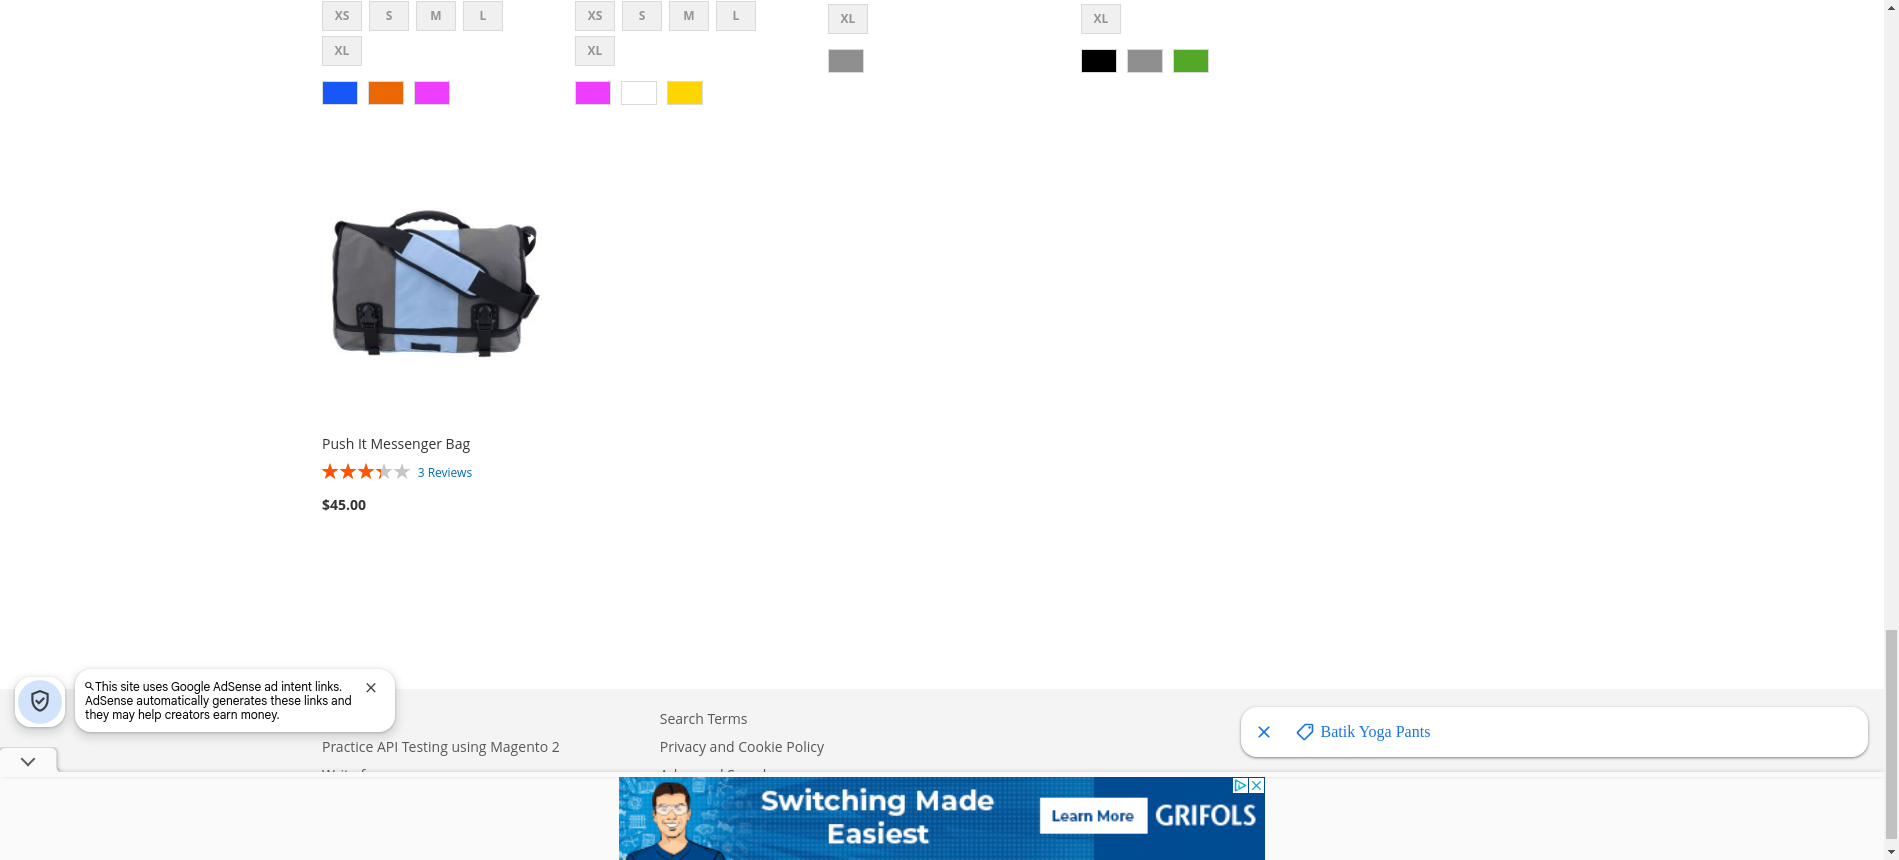 XS S M L
XL
XS S M L
XL
XL
XL
Push It Messenger Bag
3 Reviews
$45.00
This site uses Google AdSense ad intent links.
AdSense automatically generates these links and
they may help creators earn money.
Search Terms
Practice API Testing using Magento 2
Privacy and Cookie Policy
Batik Yoga Pants
Switching Made
Easiest
Learn More
GRIFOLS